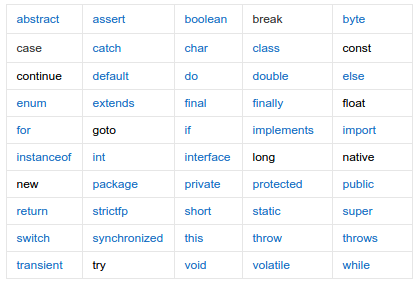 abstract assert boolean break byte
case catch char class const
continue default do double else
enum extends final finally float
for goto if implements import
instanceof int interface long native
new package private protected public
return strictfp short static super
switch synchronized this throw throws
transient try void volatile while